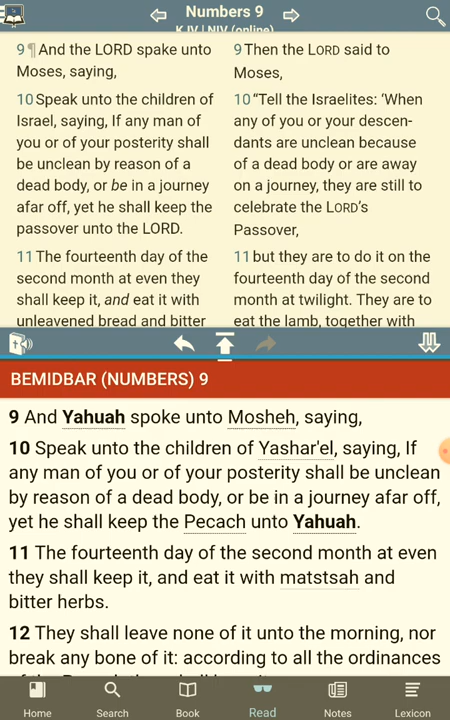 Numbers 9
KJV | NIV (online)
9 ¶ And the LORD spake unto
Moses, saying,
10 Speak unto the children of
Israel, saying, If any man of
you or of your posterity shall
be unclean by reason of a
dead body, or be in a journey
afar off, yet he shall keep the
passover unto the LORD.
11 The fourteenth day of the
second month at even they
shall keep it, and eat it with
unleavened bread and bitter
9 Then the LORD said to
Moses,
10 “Tell the Israelites: ‘When
any of you or your descen-
dants are unclean because
of a dead body or are away
on a journey, they are still to
celebrate the LORD’s
Passover,
11 but they are to do it on the
fourteenth day of the second
month at twilight. They are to
eat the lamb, together with
BEMIDBAR (NUMBERS) 9
9 And Yahuah spoke unto Mosheh, saying,
10 Speak unto the children of Yashar'el, saying, If
any man of you or of your posterity shall be unclean
by reason of a dead body, or be in a journey afar off,
yet he shall keep the Pecach unto Yahuah.
11 The fourteenth day of the second month at even
they shall keep it, and eat it with matstsah and
bitter herbs.
12 They shall leave none of it unto the morning, nor
break any bone of it: according to all the ordinances
Home
Search
Book
Read
Notes
Lexicon